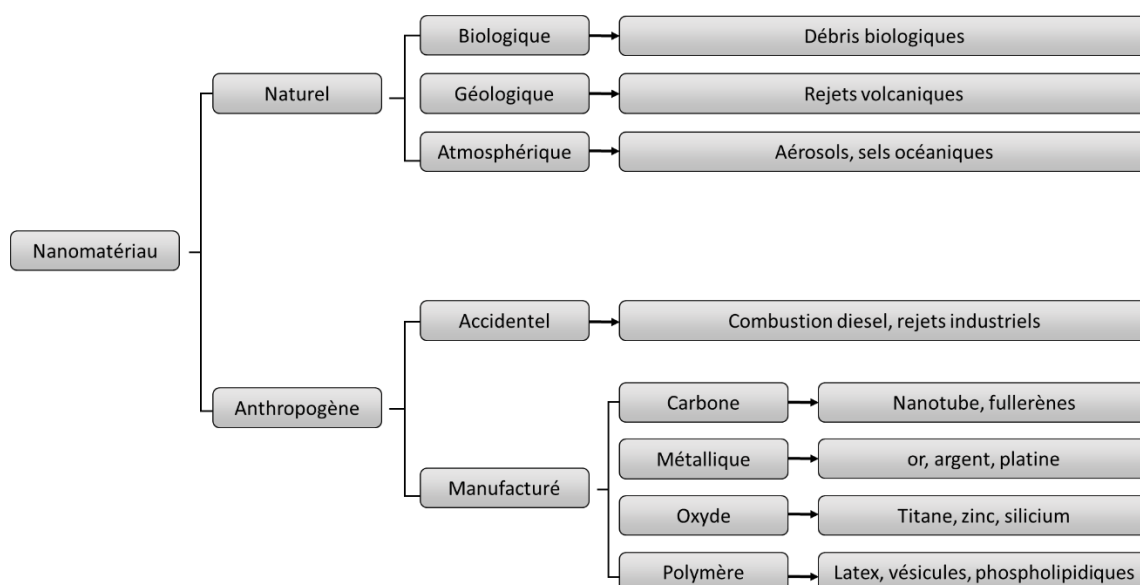 Biologique
Débris biologiques
Naturel
Géologique
Rejets volcaniques
Atmosphérique
Aérosols, sels océaniques
Nanomatériau
Accidentel
Combustion diesel, rejets industriels
Anthropogène
Carbone
Nanotube, fullerènes
Métallique
or, argent, platine
Manufacturé
Oxyde
Titane, zinc, silicium
Polymère
Latex, vésicules, phospholipidiques